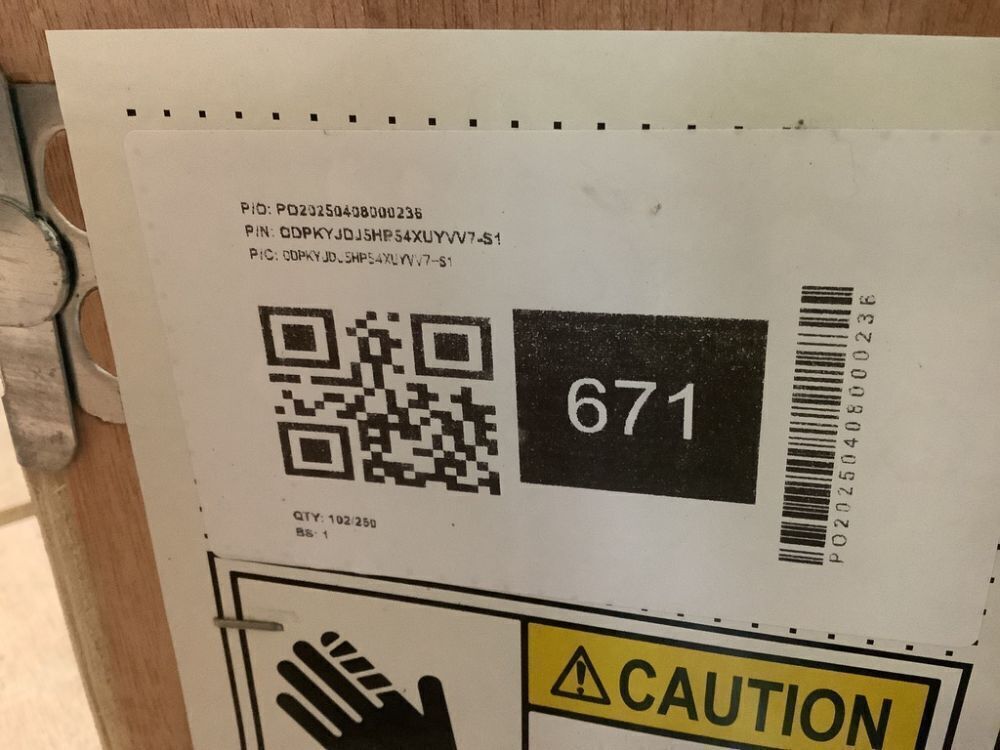 P/O: PO20250408000236
P/N: ODPKYJDJ5HP54XUYVV7-S1
P/C: ODPKYJDJ5HP54XUYVV7-S1
671
PO20250408000236
QTY: 102/250
BS: 1
CAUTION